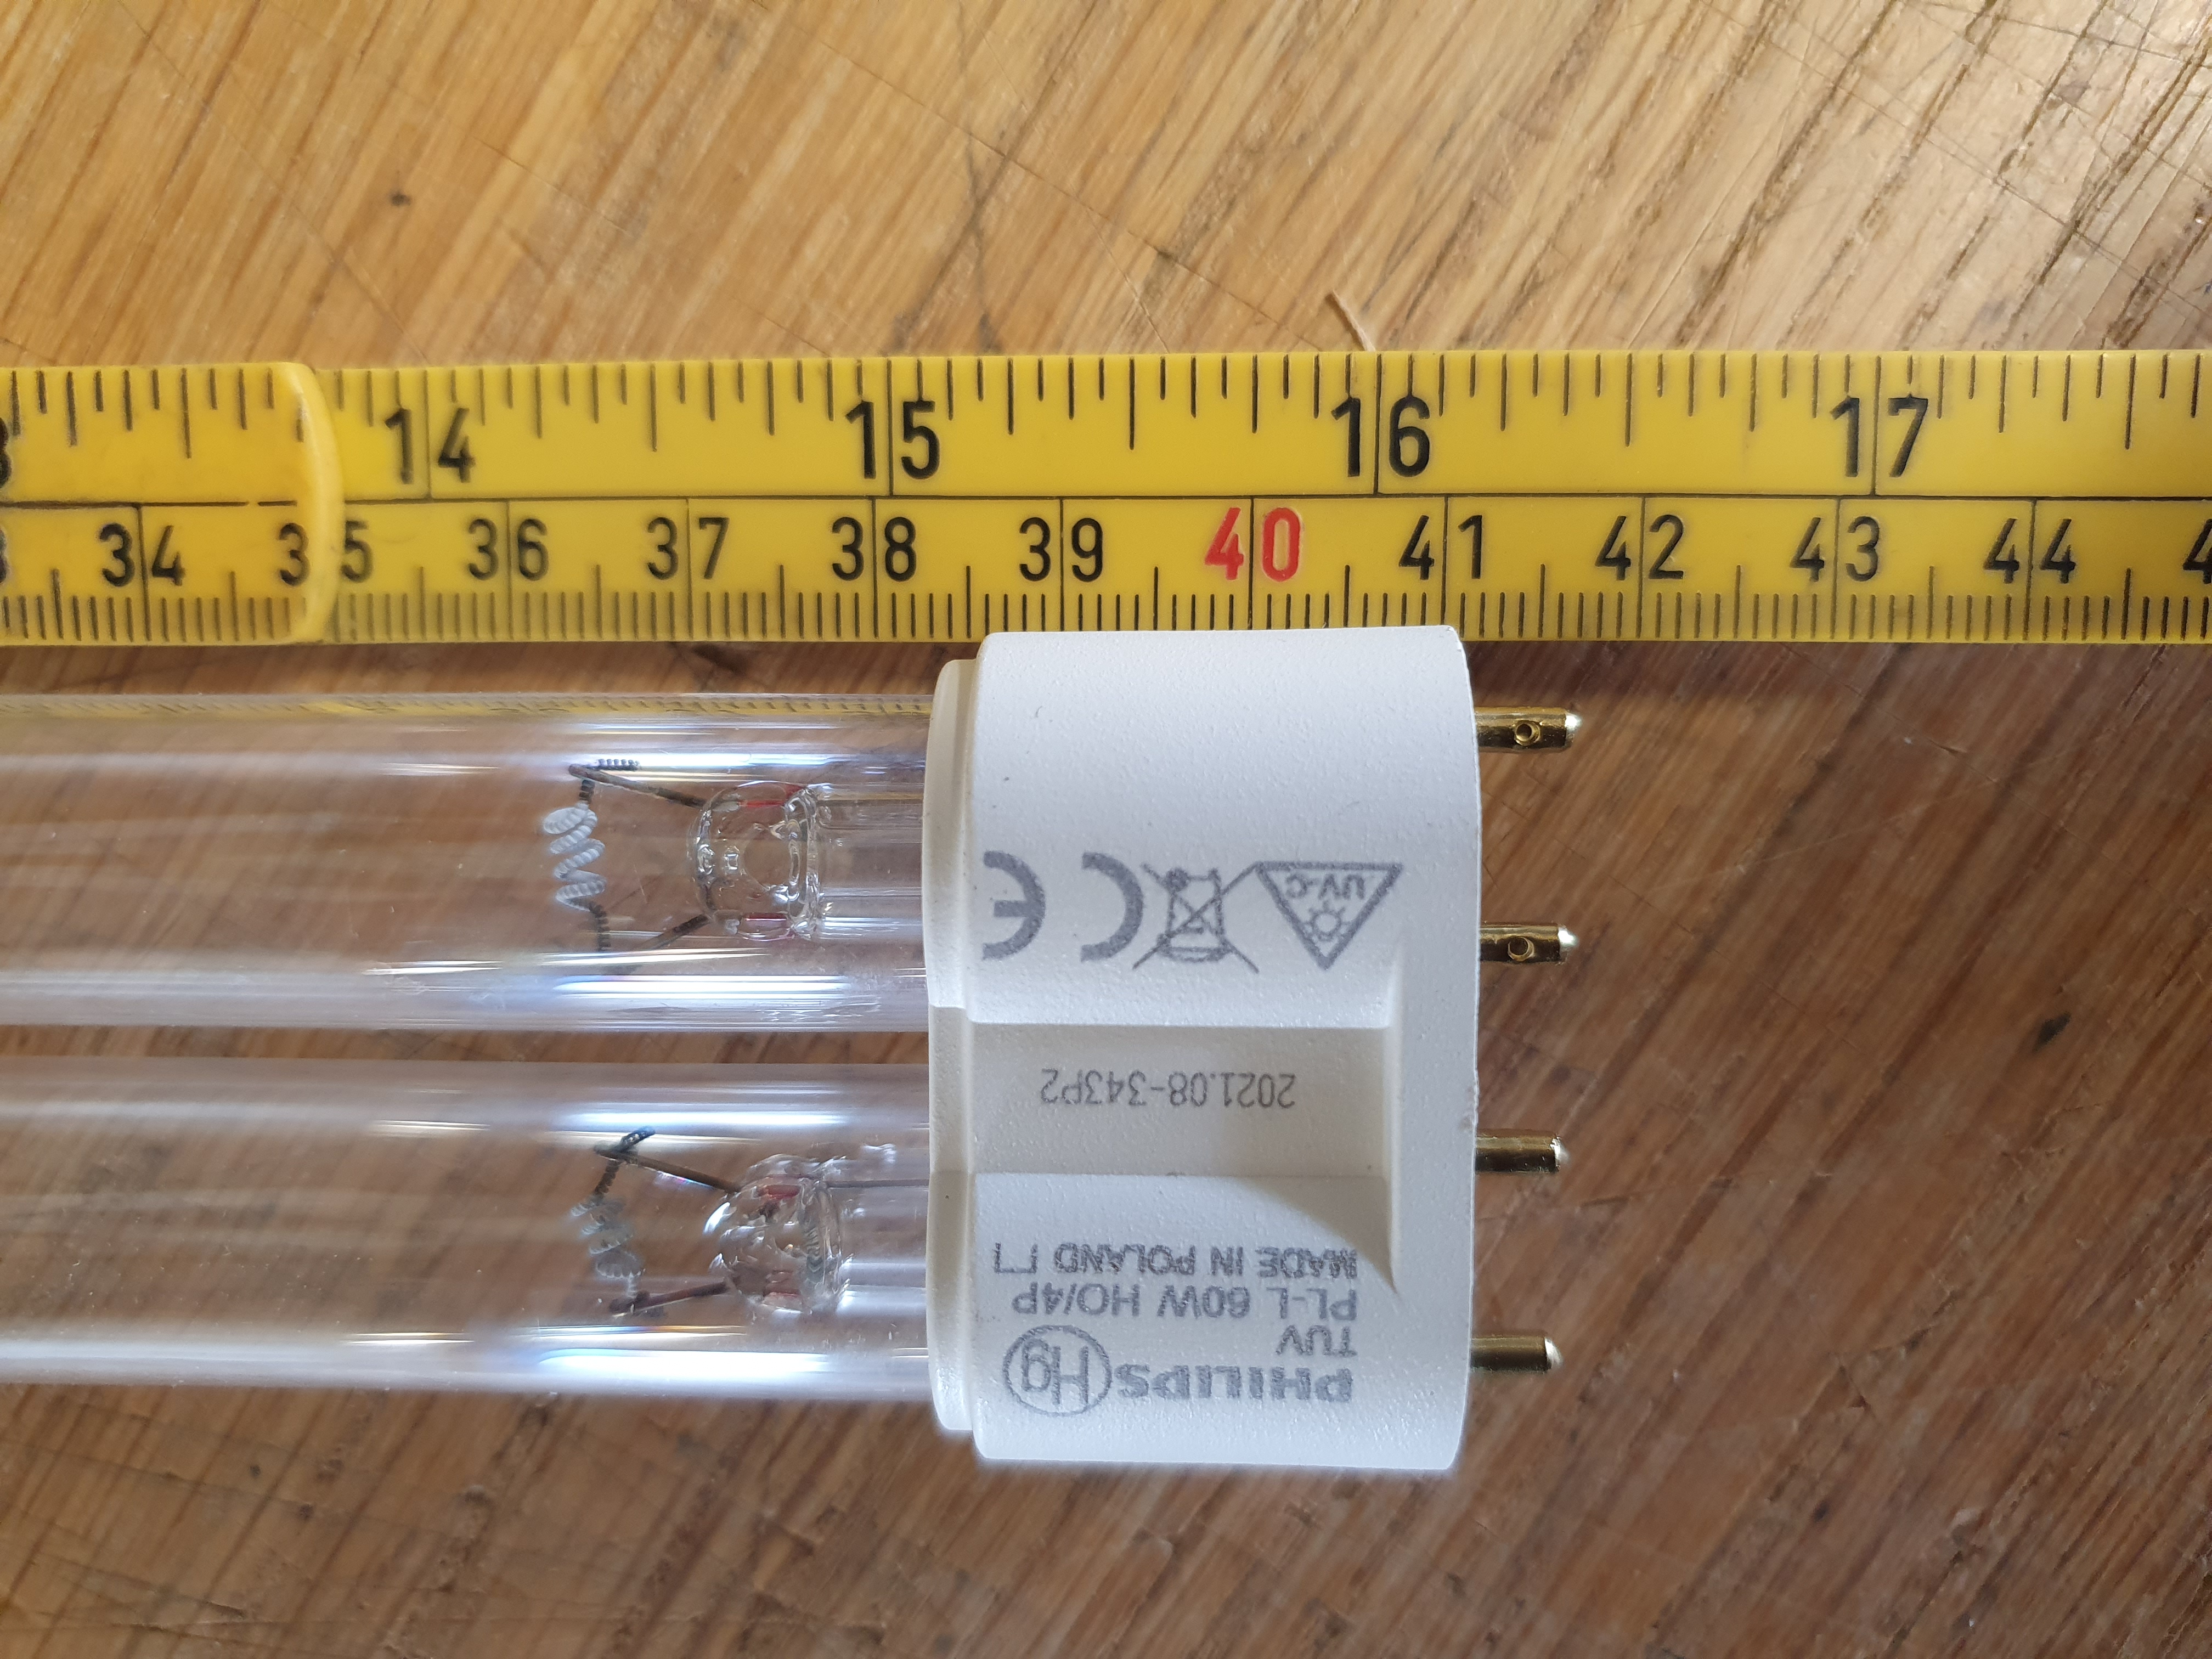 14 15 16 17
34 35 36 37 38 39 40 41 42 43 44
PHILIPS Hg
TUV
PL-L 60W HO/4P
MADE IN POLAND
2021.08-343P2
UV-C
CE